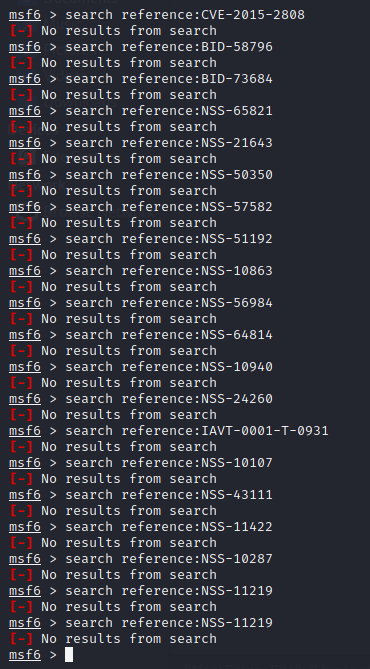 msf6 > search reference:CVE-2015-2808
[-] No results from search
msf6 > search reference:BID-58796
[-] No results from search
msf6 > search reference:BID-73684
[-] No results from search
msf6 > search reference:NSS-65821
[-] No results from search
msf6 > search reference:NSS-21643
[-] No results from search
msf6 > search reference:NSS-50350
[-] No results from search
msf6 > search reference:NSS-57582
[-] No results from search
msf6 > search reference:NSS-51192
[-] No results from search
msf6 > search reference:NSS-10863
[-] No results from search
msf6 > search reference:NSS-56984
[-] No results from search
msf6 > search reference:NSS-64814
[-] No results from search
msf6 > search reference:NSS-10940
[-] No results from search
msf6 > search reference:NSS-24260
[-] No results from search
msf6 > search reference:IAVT-0001-T-0931
[-] No results from search
msf6 > search reference:NSS-10107
[-] No results from search
msf6 > search reference:NSS-43111
[-] No results from search
msf6 > search reference:NSS-11422
[-] No results from search
msf6 > search reference:NSS-10287
[-] No results from search
msf6 > search reference:NSS-11219
[-] No results from search
msf6 > search reference:NSS-11219
[-] No results from search
msf6 >